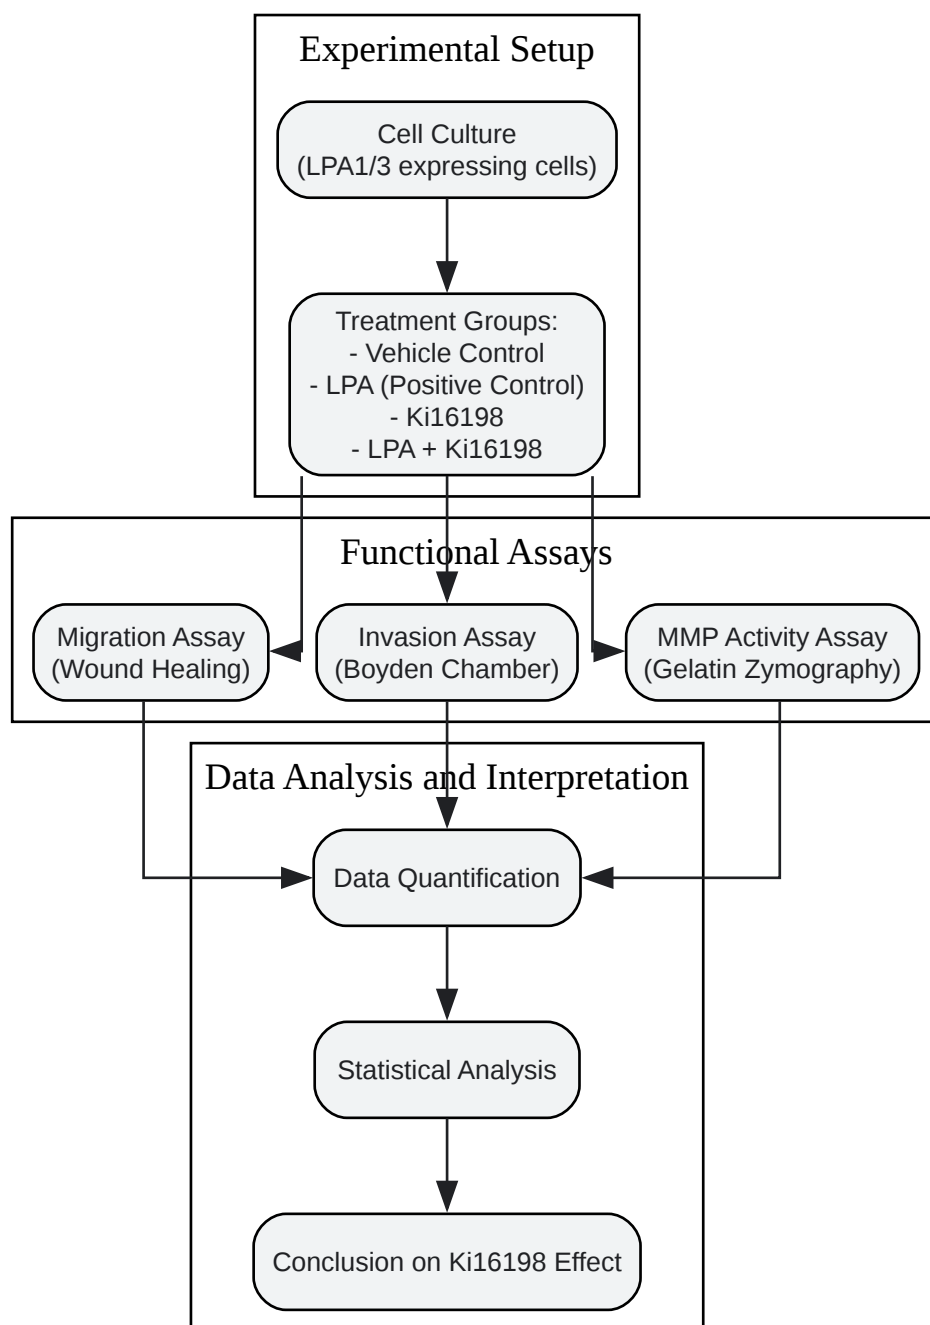 Experimental Setup
Cell Culture
(LPA1/3 expressing cells)
Treatment Groups:
- Vehicle Control
- LPA (Positive Control)
- Ki16198
- LPA + Ki16198
Functional Assays
Migration Assay
(Wound Healing)
Invasion Assay
(Boyden Chamber)
MMP Activity Assay
(Gelatin Zymography)
Data Analysis and Interpretation
Data Quantification
Statistical Analysis
Conclusion on Ki16198 Effect